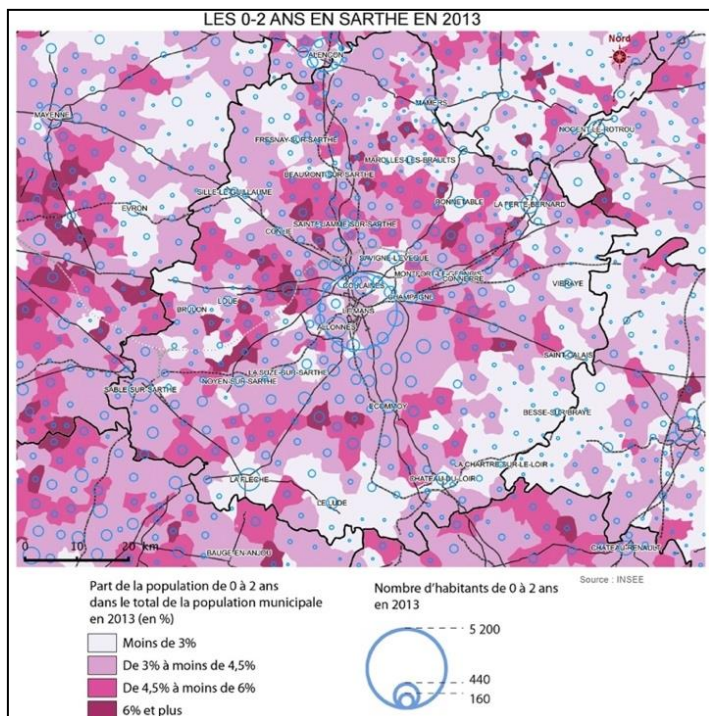 LES 0-2 ANS EN SARTHE EN 2013
Nord
ALENÇON
MAMERS
MAYENNE
NOGENT-LE-ROTROU
FRESNAY-SUR-SARTHE
MAROLLES-LES-BRAULTS
BEAUMONT-SUR-SARTHE
SILLE-LE-GUILLAUME
BONNETABLE
LA FERTE-BERNARD
EVRON
SAINTE-JAMME-SUR-SARTHE
CONLIE
SAVIGNE-L'EVEQUE
MONTFORT-LE-GESNOIS
CONNERRE
COULAINES
VIBRAYE
CHAMPAGNE
LOUE
BRULON
LE MANS
ALLONNES
SAINT-CALAIS
LA SUZE-SUR-SARTHE
NOYEN-SUR-SARTHE
SABLE-SUR-SARTHE
ECOMMOY
BESSE-SUR-BRAYE
LA CHARTRE-SUR-LE-LOIR
LA FLECHE
CHATEAU-DU-LOIR
LE LUDE
CHATEAU-RENAULT
BAUGE-EN-ANJOU
0 10 20 km
Source : INSEE
Part de la population de 0 à 2 ans
dans le total de la population municipale
en 2013 (en %)
Moins de 3%
De 3% à moins de 4,5%
De 4,5% à moins de 6%
6% et plus
Nombre d'habitants de 0 à 2 ans
en 2013
5 200
440
160